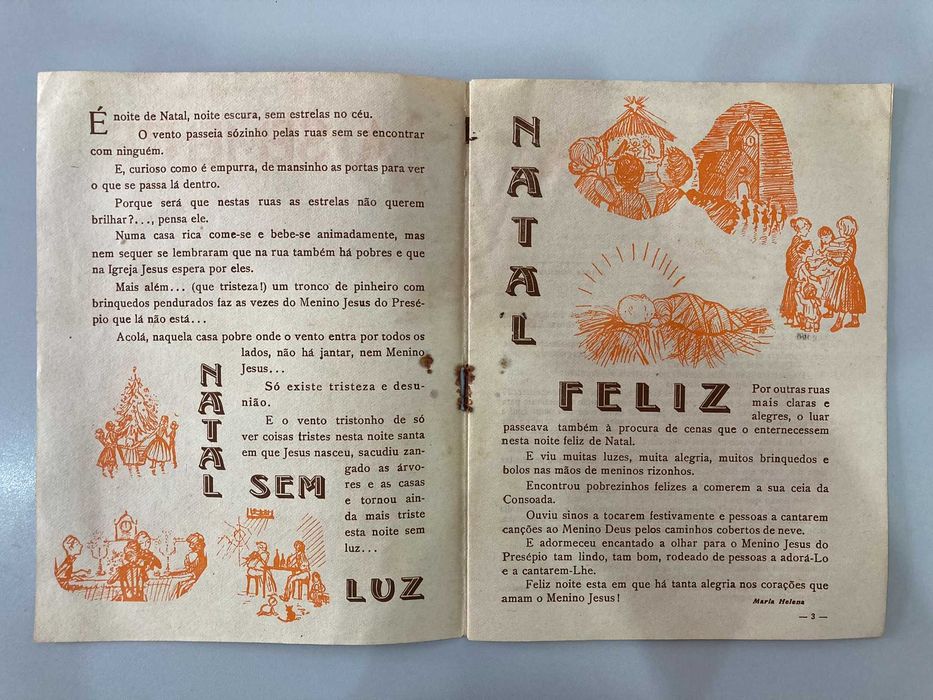 É noite de Natal, noite escura, sem estrelas no céu.
O vento passeia sózinho pelas ruas sem se encontrar
com ninguém.
E, curioso como é empurra, de mansinho as portas para ver
o que se passa lá dentro.
Porque será que nestas ruas as estrelas não querem
brilhar?..., pensa ele.
Numa casa rica come-se e bebe-se animadamente, mas
nem sequer se lembraram que na rua também há pobres e que
na Igreja Jesus espera por eles.
Mais além... (que tristeza!) um tronco de pinheiro com
brinquedos pendurados faz as vezes do Menino Jesus do Presé-
pio que lá não está...
Acolá, naquela casa pobre onde o vento entra por todos os
lados, não há jantar, nem Menino
Jesus...
Só existe tristeza e desu-
nião.
E o vento tristonho de só
ver coisas tristes nesta noite santa
em que Jesus nasceu, sacudiu zan-
gado as árvo-
res e as casas
e tornou ain-
da mais triste
esta noite sem
luz...
NATAL
SEM
LUZ
NATAL
FELIZ
Por outras ruas
mais claras e
alegres, o luar
passeava também à procura de cenas que o enternecessem
nesta noite feliz de Natal.
E viu muitas luzes, muita alegria, muitos brinquedos e
bolos nas mãos de meninos rizonhos.
Encontrou pobrezinhos felizes a comerem a sua ceia da
Consoada.
Ouviu sinos a tocarem festivamente e pessoas a cantarem
canções ao Menino Deus pelos caminhos cobertos de neve.
E adormeceu encantado a olhar para o Menino Jesus do
Presépio tam lindo, tam bom, rodeado de pessoas a adorá-Lo
e a cantarem-Lhe.
Feliz noite esta em que há tanta alegria nos corações que
amam o Menino Jesus!
Maria Helena
— 3 —